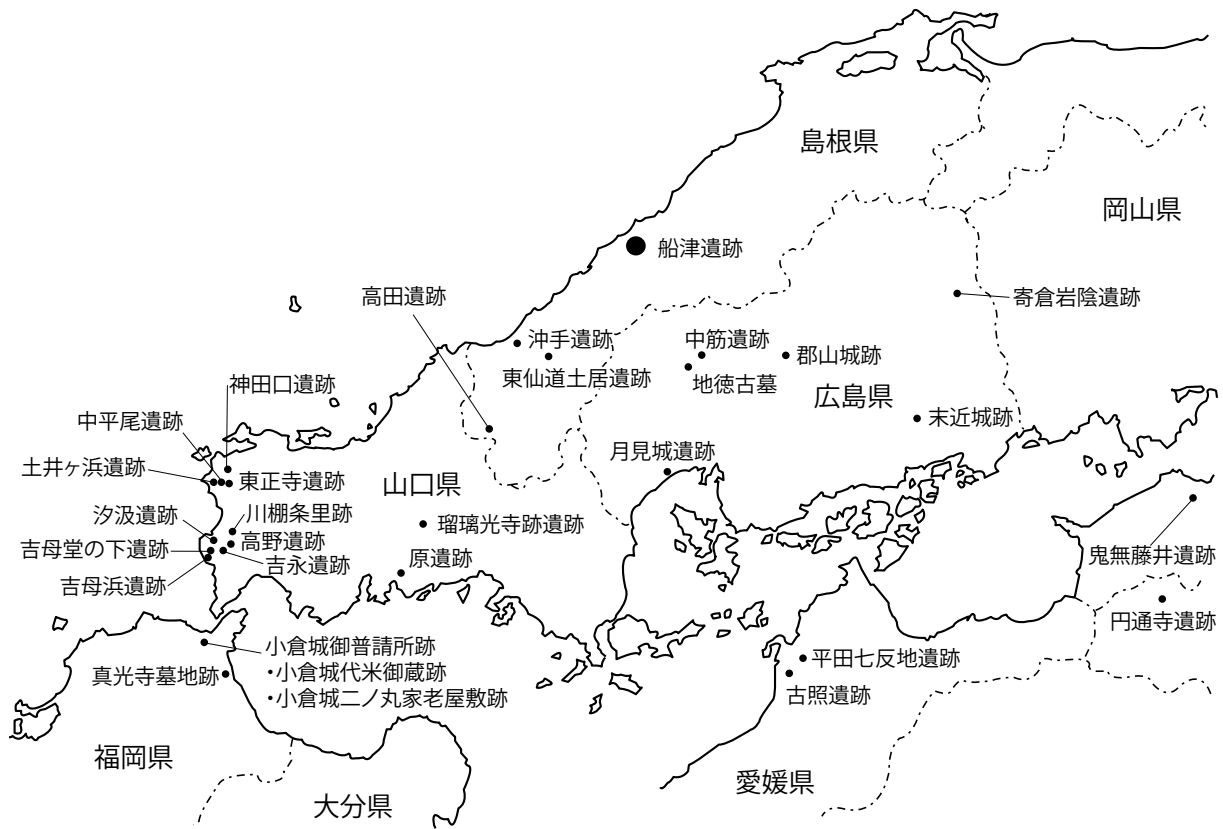 島根県
岡山県
船津遺跡
高田遺跡
寄倉岩陰遺跡
沖手遺跡
中筋遺跡
郡山城跡
東仙道土居遺跡
地徳古墓
神田口遺跡
広島県
中平尾遺跡
末近城跡
月見城遺跡
土井ヶ浜遺跡
東正寺遺跡
山口県
汐汲遺跡
川棚条里跡
瑠璃光寺跡遺跡
高野遺跡
吉母堂の下遺跡
吉永遺跡
原遺跡
鬼無藤井遺跡
吉母浜遺跡
円通寺遺跡
小倉城御普請所跡
平田七反地遺跡
真光寺墓地跡
・小倉城代米御蔵跡
古照遺跡
・小倉城二ノ丸家老屋敷跡
福岡県
愛媛県
大分県